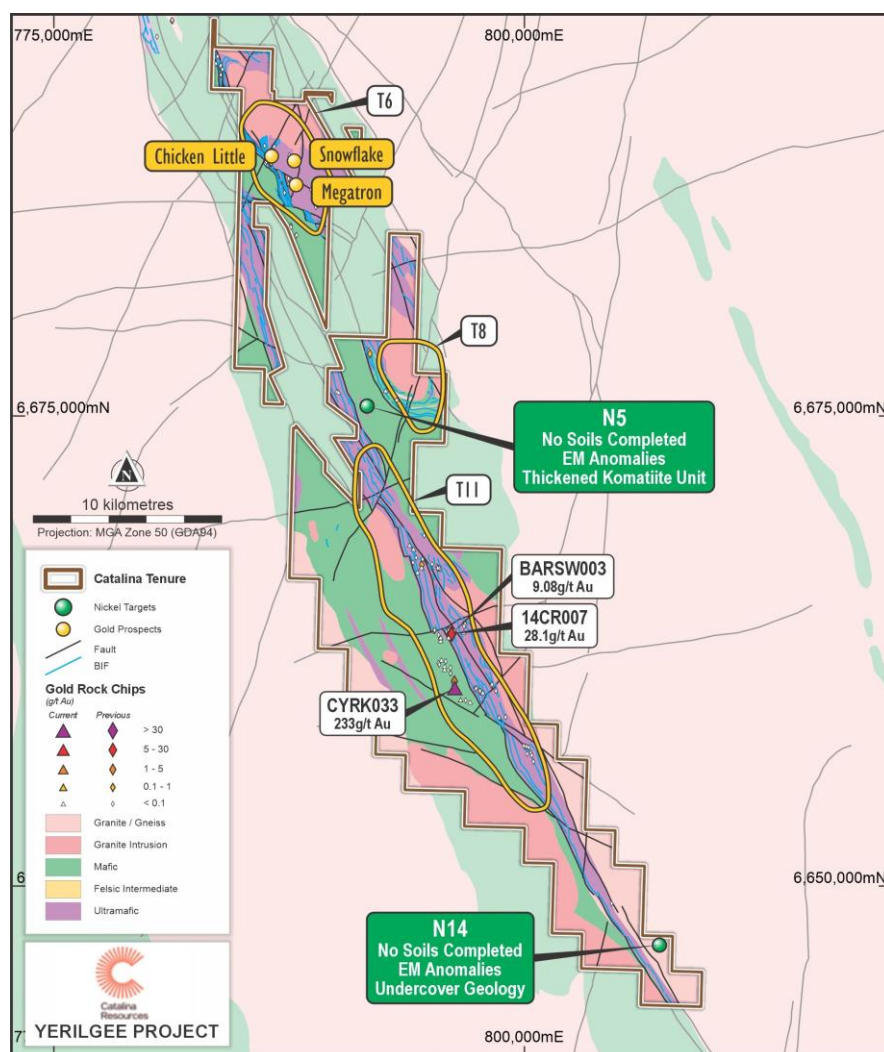 775,000mE
800,000mE
T6
Chicken Little
Snowflake
Megatron
T8
6,675,000mN
6,675,000mN
N5
No Soils Completed
EM Anomalies
Thickened Komatiite Unit
N
T11
10 kilometres
Projection: MGA Zone 50 (GDA94)
BARSW003
9.08g/t Au
14CR007
28.1g/t Au
CYRK033
233g/t Au
Catalina Tenure
Nickel Targets
Gold Prospects
Fault
BIF
Gold Rock Chips
(g/t Au)
Current Previous
> 30
5 - 30
1 - 5
0.1 - 1
< 0.1
Granite / Gneiss
Granite Intrusion
Mafic
Felsic Intermediate
Ultramafic
6,650,000mN
N14
No Soils Completed
EM Anomalies
Undercover Geology
Catalina
Resources
YERILGEE PROJECT
800,000mE